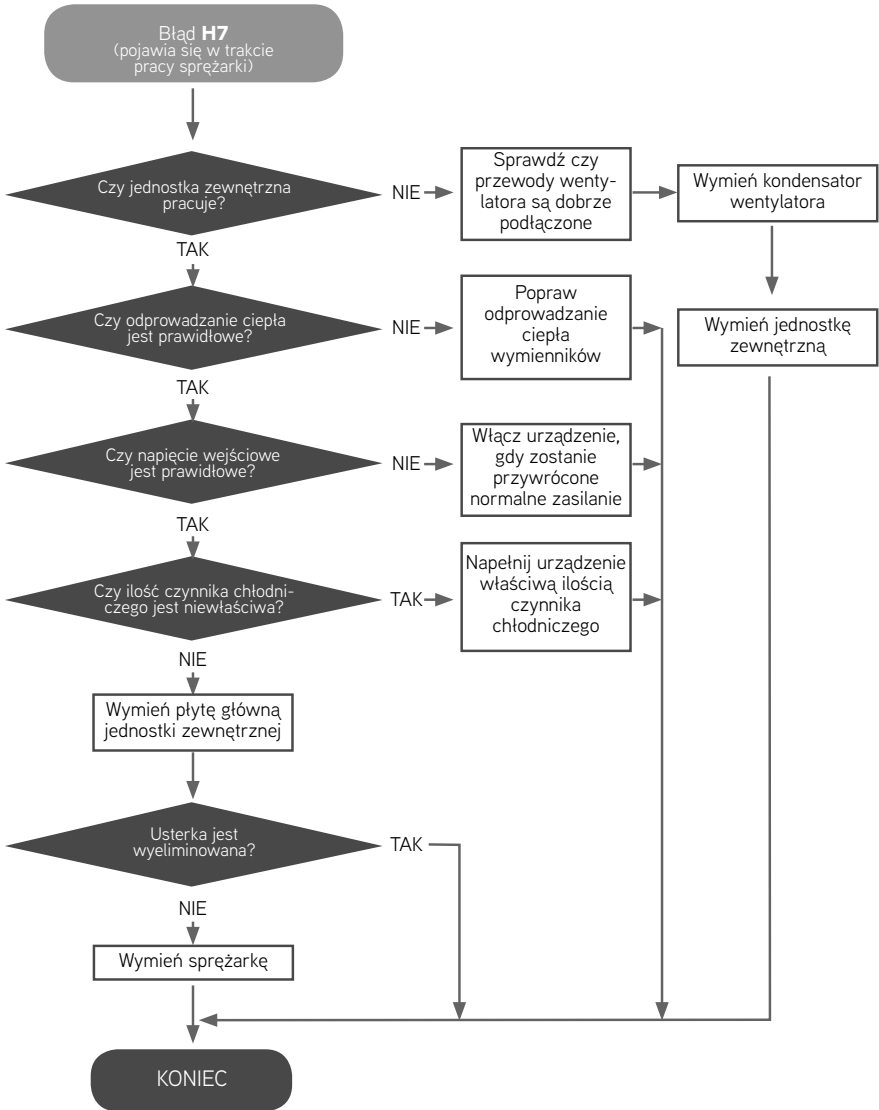 Błąd H7
(pojawia się w trakcie
pracy sprężarki)
Czy jednostka zewnętrzna
pracuje?
NIE
Sprawdź czy
przewody wenty-
latora są dobrze
podłączone
Wymień kondensator
wentylatora
TAK
Czy odprowadzanie ciepła
jest prawidłowe?
NIE
Popraw
odprowadzanie
ciepła
wymienników
Wymień jednostkę
zewnętrzną
TAK
Czy napięcie wejściowe
jest prawidłowe?
NIE
Włącz urządzenie,
gdy zostanie
przywrócone
normalne zasilanie
TAK
Czy ilość czynnika chłodni-
czego jest niewłaściwa?
TAK
Napełnij urządzenie
właściwą ilością
czynnika
chłodniczego
NIE
Wymień płytę główną
jednostki zewnętrznej
Usterka jest
wyeliminowana?
TAK
NIE
Wymień sprężarkę
KONIEC